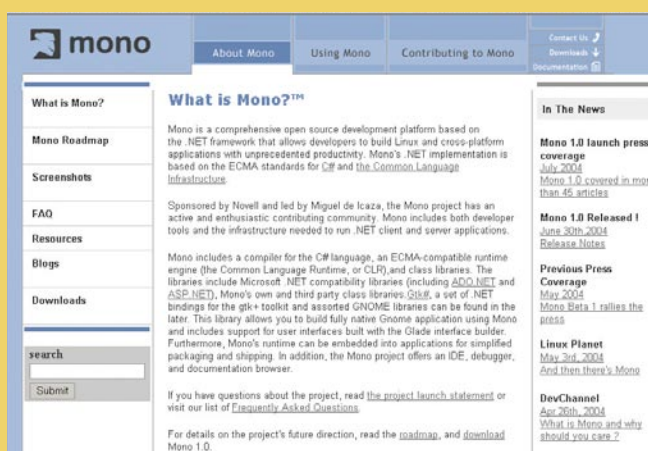 mono
About Mono
Using Mono
Contributing to Mono
Contact Us
Downloads
Documentation
What is Mono?
Mono Roadmap
Screenshots
FAQ
Resources
Blogs
Downloads
search
Submit
What is Mono?™
Mono is a comprehensive open source development platform based on
the .NET framework that allows developers to build Linux and cross-platform
applications with unprecedented productivity. Mono's .NET implementation is
based on the ECMA standards for C# and the Common Language
Infrastructure.
Sponsored by Novell and led by Miguel de Icaza, the Mono project has an
active and enthusiastic contributing community. Mono includes both developer
tools and the infrastructure needed to run .NET client and server applications.
Mono includes a compiler for the C# language, an ECMA-compatible runtime
engine (the Common Language Runtime, or CLR),and class libraries. The
libraries include Microsoft .NET compatibility libraries (including ADO.NET and
ASP.NET), Mono's own and third party class libraries.Gtk#, a set of .NET
bindings for the gtk+ toolkit and assorted GNOME libraries can be found in the
later. This library allows you to build fully native Gnome application using Mono
and includes support for user interfaces built with the Glade interface builder.
Furthermore, Mono's runtime can be embedded into applications for simplified
packaging and shipping. In addition, the Mono project offers an IDE, debugger,
and documentation browser.
If you have questions about the project, read the project launch statement or
visit our list of Frequently Asked Questions.
For details on the project's future direction, read the roadmap, and download
Mono 1.0.
In The News
Mono 1.0 launch press
coverage
July 2004
Mono 1.0 covered in
than 45 articles
Mono 1.0 Released !
June 30th 2004
Release Notes
Previous Press
Coverage
May 2004
Mono Beta 1 rallies the
press
Linux Planet
May 3rd, 2004
And then there's Mono
DevChannel
Apr 26th, 2004
What is Mono and why
should you care ?